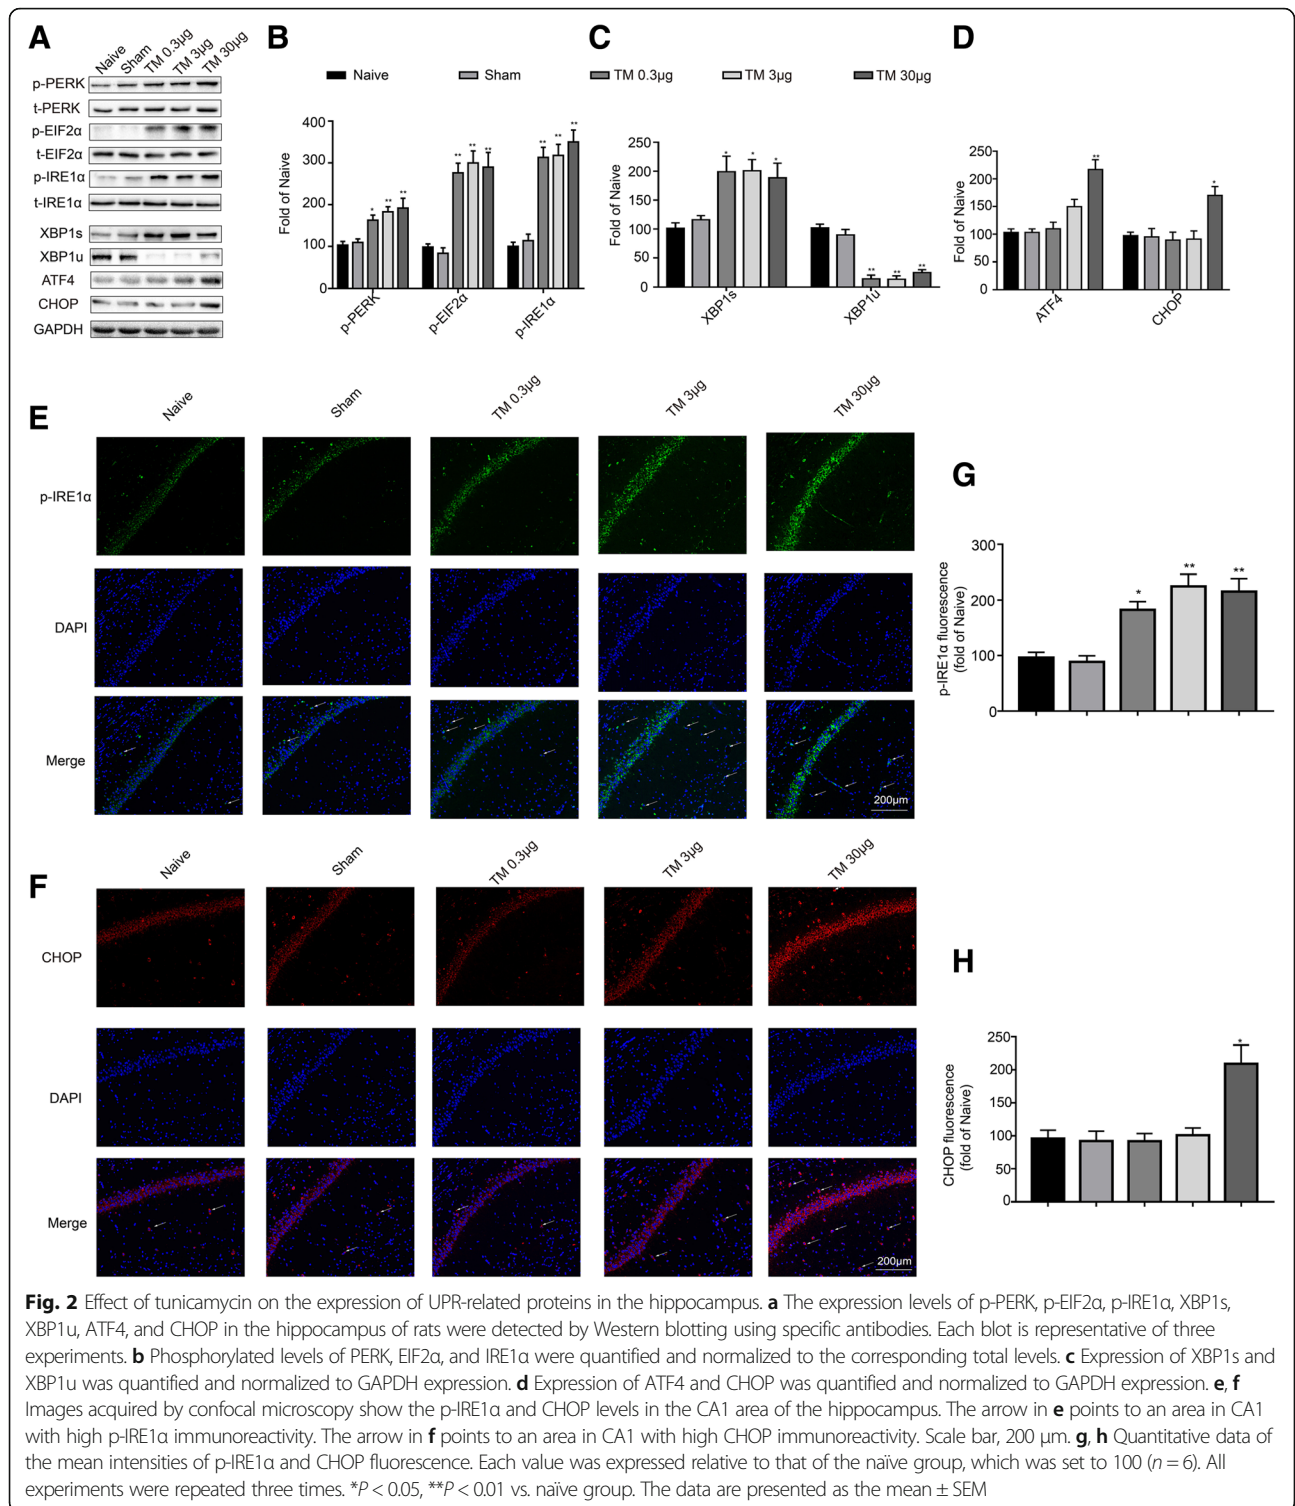 A
B
C
D
Naive
Sham
TM 0.3μg
TM 3μg
TM 30μg
p-PERK
t-PERK
p-EIF2α
t-EIF2α
p-IRE1α
t-IRE1α
XBP1s
XBP1u
ATF4
CHOP
GAPDH
Naive
Sham
TM 0.3μg
TM 3μg
TM 30μg
Fold of Naive
400
300
200
100
0
*
**
**
**
**
**
**
**
**
p-PERK
p-EIF2α
p-IRE1α
Fold of Naive
250
200
150
100
50
0
*
*
*
**
**
**
XBP1s
XBP1u
Fold of Naive
250
200
150
100
50
0
**
*
ATF4
CHOP
E
Naive
Sham
TM 0.3μg
TM 3μg
TM 30μg
p-IRE1α
DAPI
Merge
200μm
G
p-IRE1α fluorescence
(fold of Naive)
300
200
100
0
*
**
**
F
Naive
Sham
TM 0.3μg
TM 3μg
TM 30μg
CHOP
DAPI
Merge
200μm
H
CHOP fluorescence
(fold of Naive)
250
200
150
100
50
0
*
Fig. 2 Effect of tunicamycin on the expression of UPR-related proteins in the hippocampus. a The expression levels of p-PERK, p-EIF2α, p-IRE1α, XBP1s,
XBP1u, ATF4, and CHOP in the hippocampus of rats were detected by Western blotting using specific antibodies. Each blot is representative of three
experiments. b Phosphorylated levels of PERK, EIF2α, and IRE1α were quantified and normalized to the corresponding total levels. c Expression of XBP1s and
XBP1u was quantified and normalized to GAPDH expression. d Expression of ATF4 and CHOP was quantified and normalized to GAPDH expression. e, f
Images acquired by confocal microscopy show the p-IRE1α and CHOP levels in the CA1 area of the hippocampus. The arrow in e points to an area in CA1
with high p-IRE1α immunoreactivity. The arrow in f points to an area in CA1 with high CHOP immunoreactivity. Scale bar, 200 μm. g, h Quantitative data of
the mean intensities of p-IRE1α and CHOP fluorescence. Each value was expressed relative to that of the naïve group, which was set to 100 (n = 6). All
experiments were repeated three times. *P < 0.05, **P < 0.01 vs. naïve group. The data are presented as the mean ± SEM